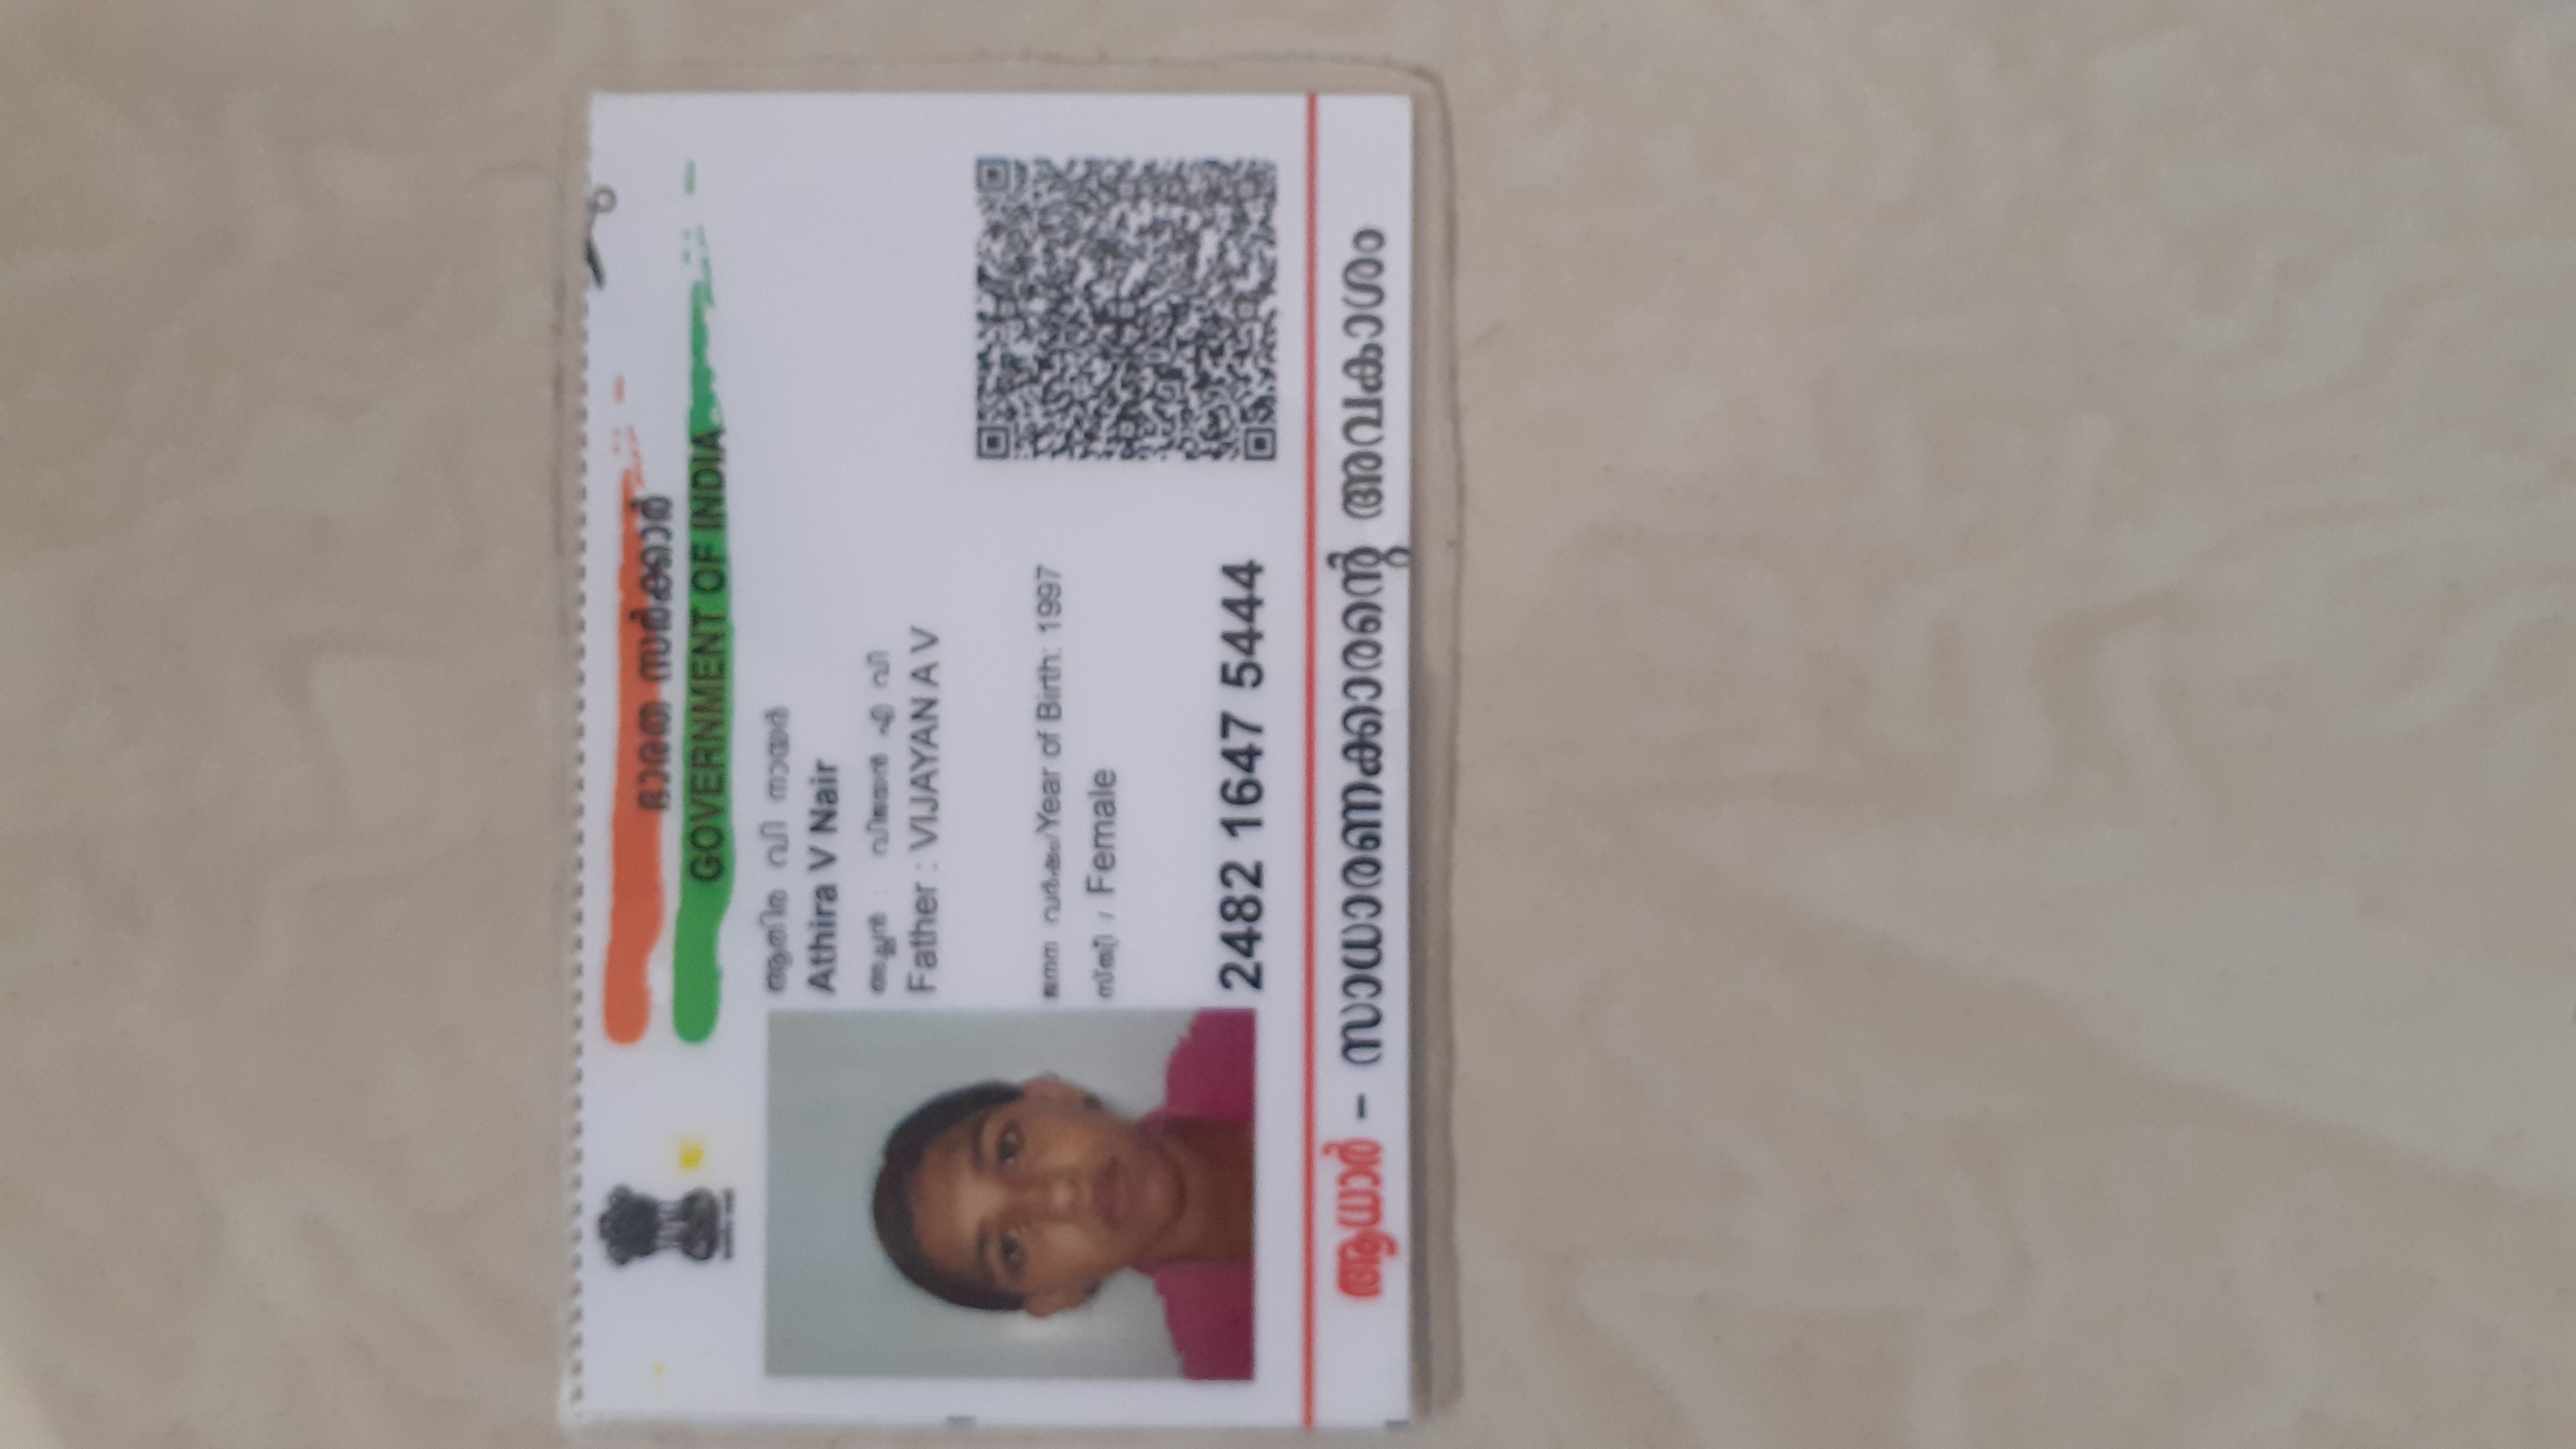 ഭാരത സർക്കാർ
GOVERNMENT OF INDIA
ആതിര വി നായർ
Athira V Nair
അച്ഛൻ : വിജയൻ എ വി
Father : VIJAYAN A V
ജനന വർഷം/Year of Birth: 1997
സ്ത്രീ / Female
2482 1647 5444
ആധാർ - സാധാരണക്കാരന്റെ അവകാശം